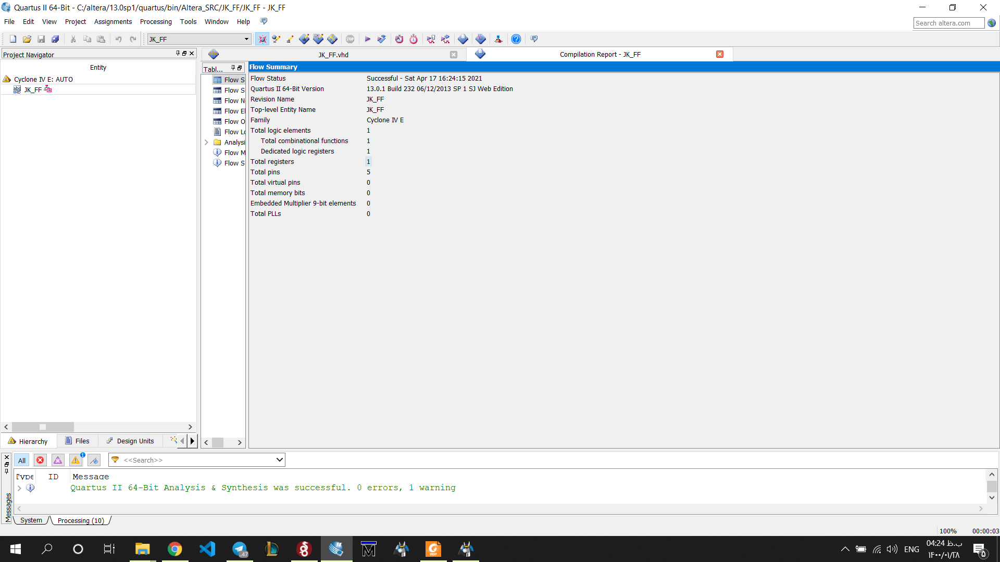 Quartus II 64-Bit - C:/altera/13.0sp1/quartus/bin/Altera_SRC/JK_FF/JK_FF - JK_FF
File Edit View Project Assignments Processing Tools Window Help
Search altera.com
JK_FF
STOP
Project Navigator
JK_FF.vhd
Compilation Report - JK_FF
Entity
Cyclone IV E: AUTO
JK_FF
Tabl...
Flow S
Flow S
Flow N
Flow El
Flow O
Flow Lo
Analysi
Flow M
Flow S
Flow Summary
Flow Status Successful - Sat Apr 17 16:24:15 2021
Quartus II 64-Bit Version 13.0.1 Build 232 06/12/2013 SP 1 SJ Web Edition
Revision Name JK_FF
Top-level Entity Name JK_FF
Family Cyclone IV E
Total logic elements 1
Total combinational functions 1
Dedicated logic registers 1
Total registers 1
Total pins 5
Total virtual pins 0
Total memory bits 0
Embedded Multiplier 9-bit elements 0
Total PLLs 0
Hierarchy Files Design Units
All
1
<<Search>>
Messages
Type ID Message
Quartus II 64-Bit Analysis & Synthesis was successful. 0 errors, 1 warning
System Processing (10)
100% 00:00:03
47
PDF
ENG
04:24 ب.ظ
۱۴۰۰/۰۱/۲۸
۵